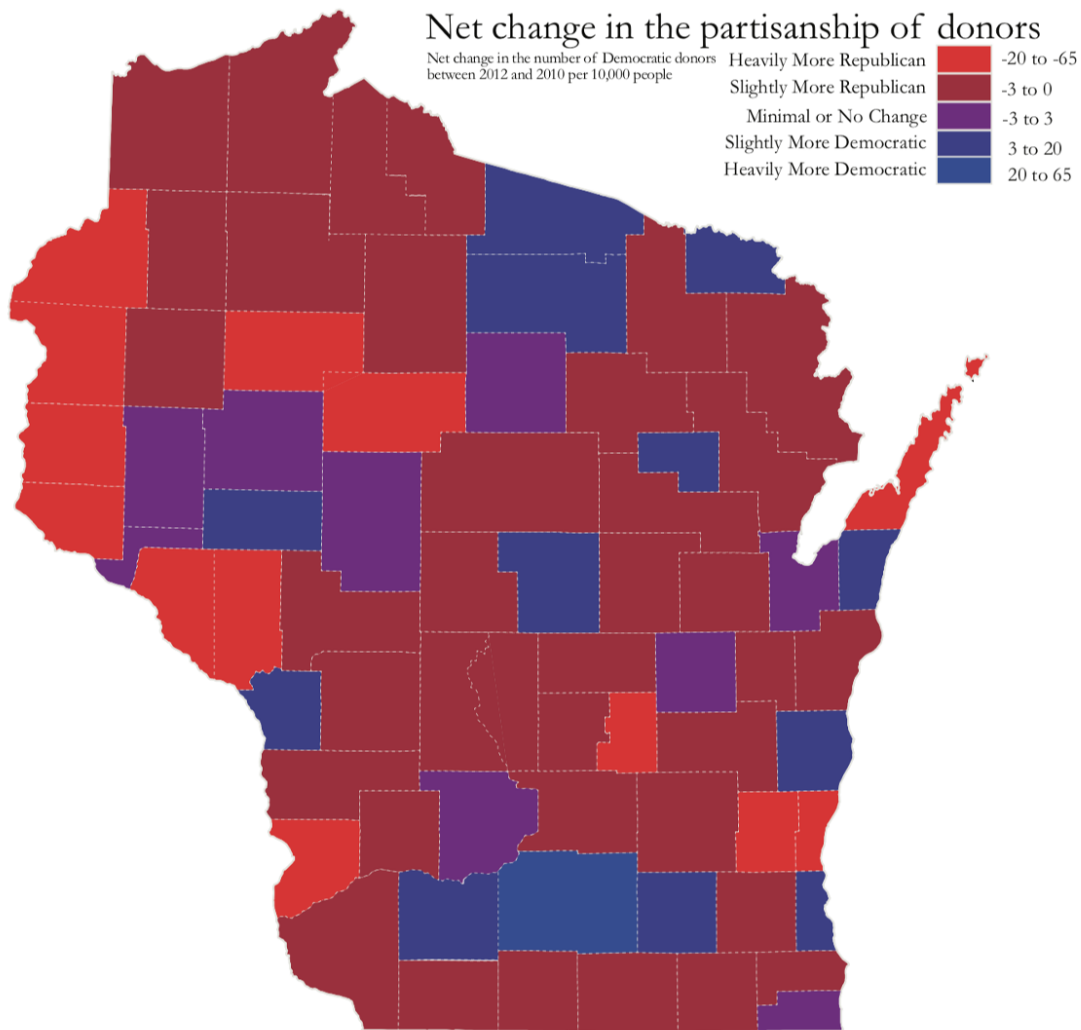 Net change in the partisanship of donors
Net change in the number of Democratic donors
between 2012 and 2010 per 10,000 people
Heavily More Republican -20 to -65
Slightly More Republican -3 to 0
Minimal or No Change -3 to 3
Slightly More Democratic 3 to 20
Heavily More Democratic 20 to 65